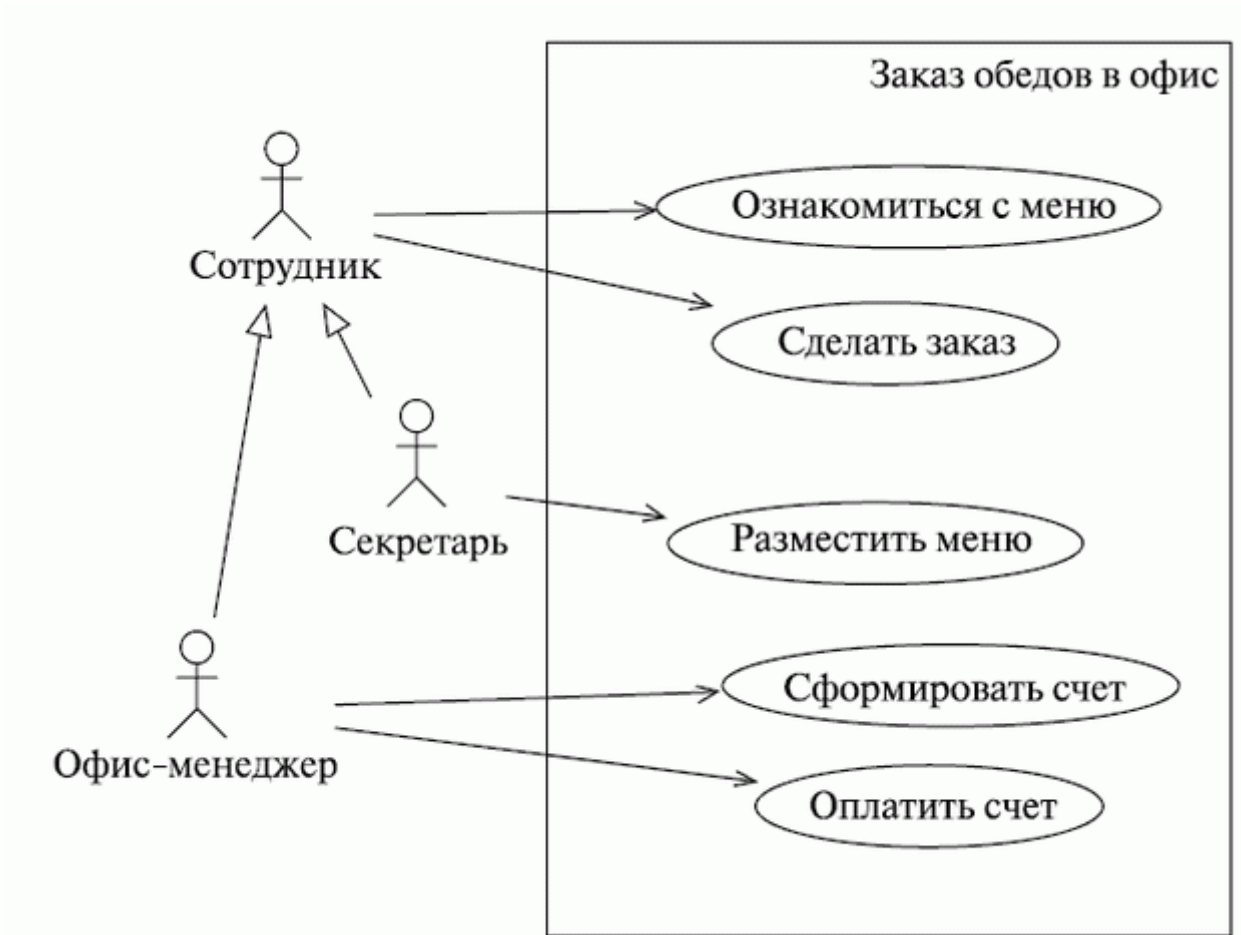 Заказ обедов в офис
Ознакомиться с меню
Сотрудник
Сделать заказ
Секретарь
Разместить меню
Сформировать счет
Офис-менеджер
Оплатить счет